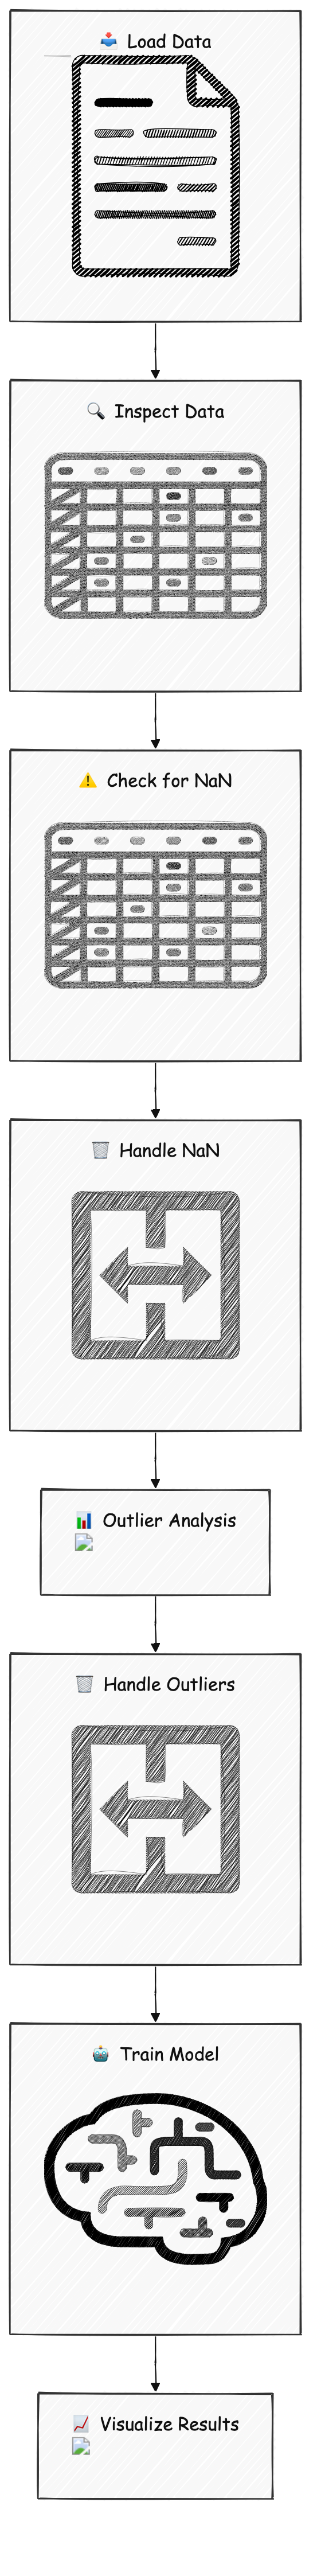 Load Data
Inspect Data
Check for NaN
Handle NaN
Outlier Analysis
Handle Outliers
Train Model
Visualize Results